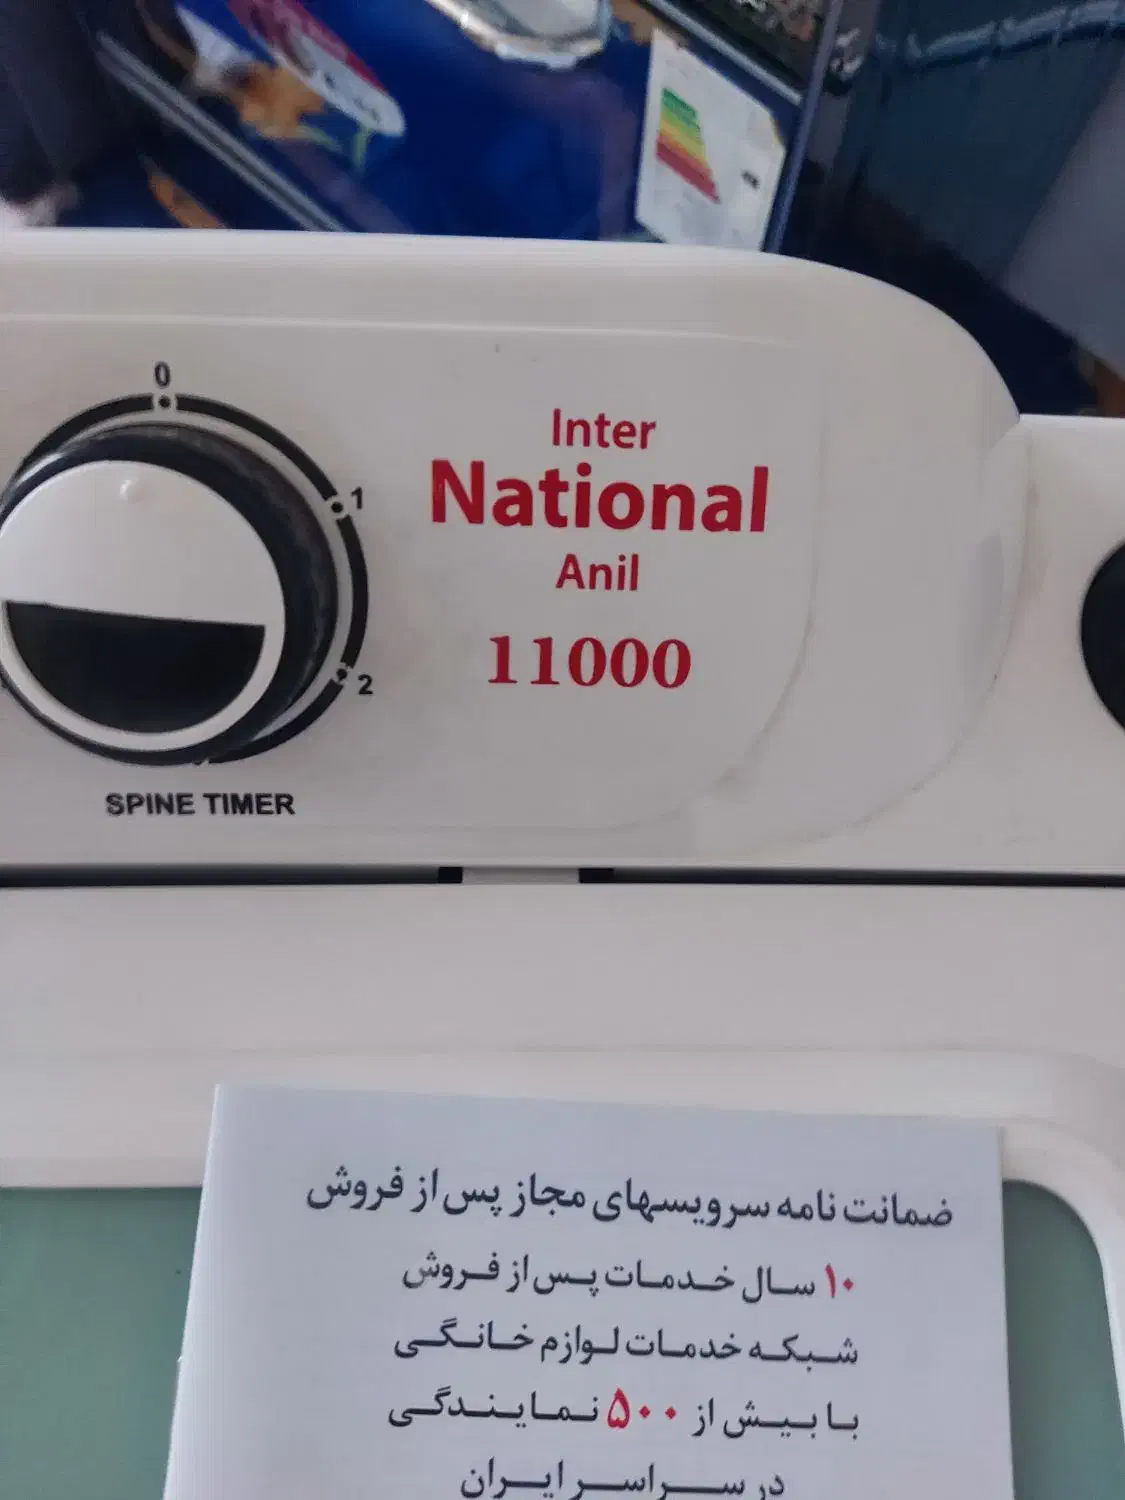 0
1
2
SPINE TIMER
Inter
National
Anil
11000
ضمانت نامه سرویسهای مجاز پس از فروش
۱۰ سال خدمات پس از فروش
شبکه خدمات لوازم خانگی
با بیش از ۵۰۰ نمایندگی
در سراسر ایران